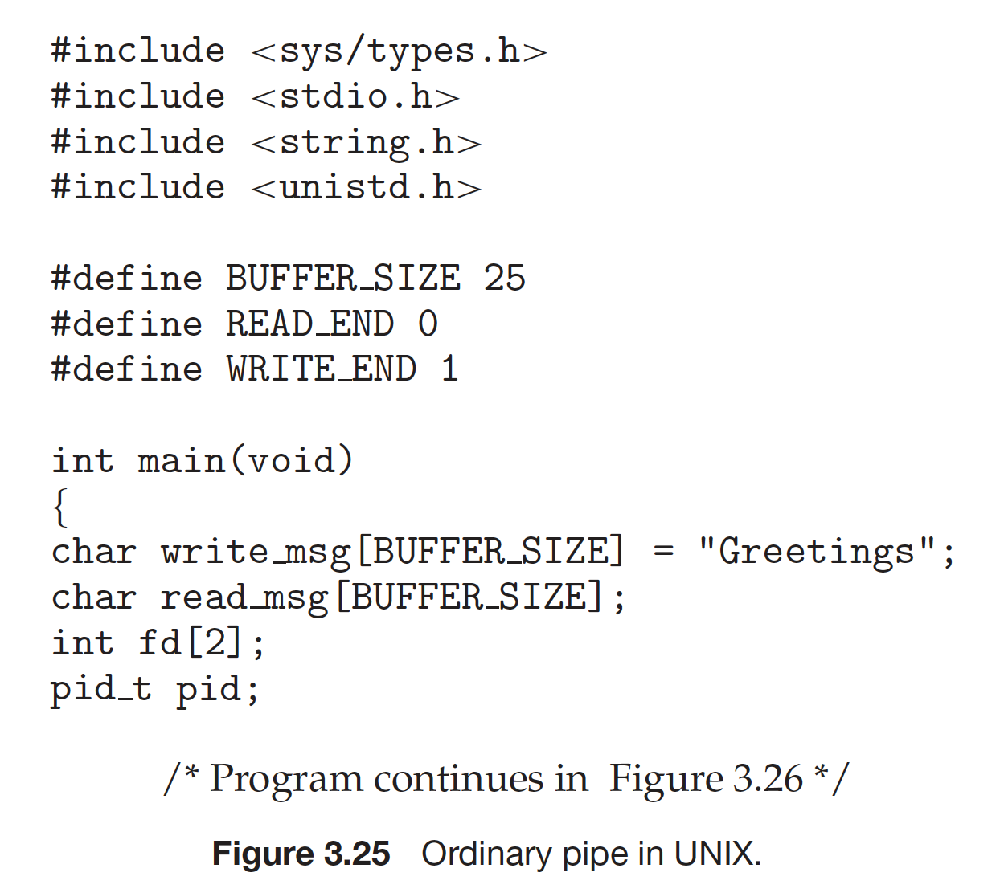 #include <sys/types.h>
#include <stdio.h>
#include <string.h>
#include <unistd.h>
#define BUFFER_SIZE 25
#define READ_END 0
#define WRITE_END 1
int main(void)
{
char write_msg[BUFFER_SIZE] = "Greetings";
char read_msg[BUFFER_SIZE];
int fd[2];
pid_t pid;
/* Program continues in Figure 3.26 */
Figure 3.25 Ordinary pipe in UNIX.